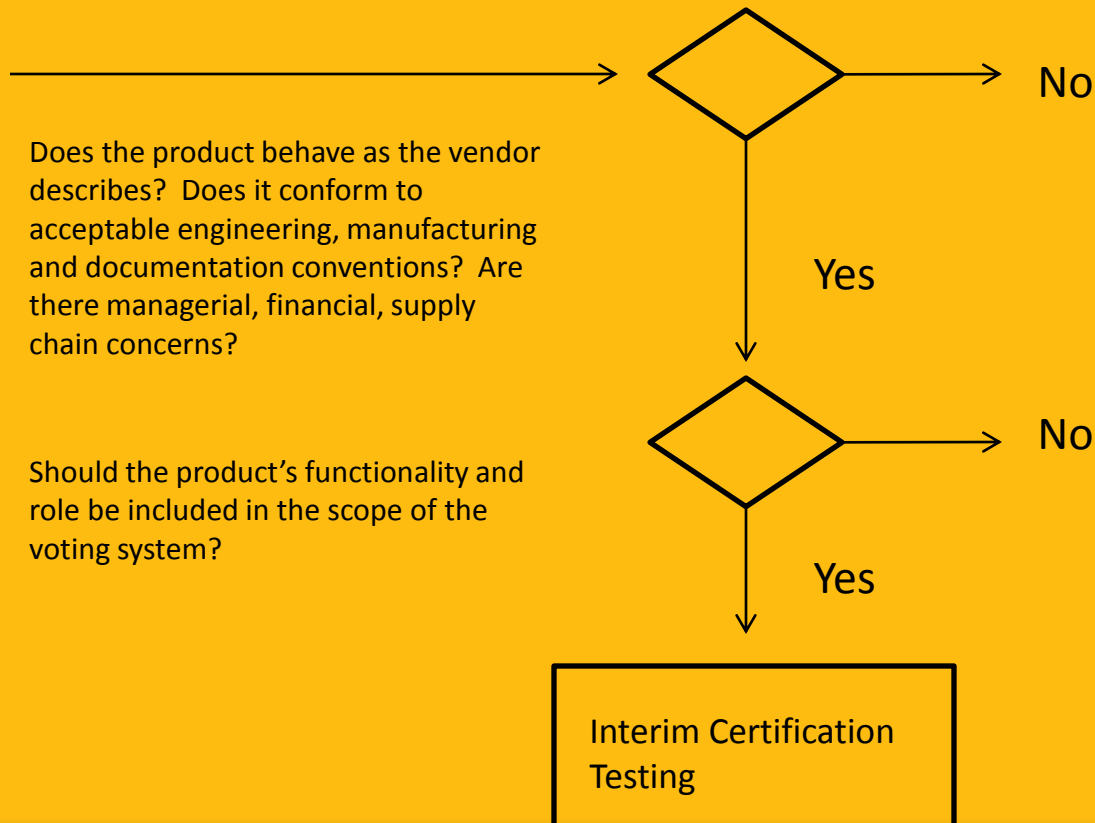 No
Does the product behave as the vendor
describes?  Does it conform to
acceptable engineering, manufacturing
and documentation conventions?  Are
there managerial, financial, supply
chain concerns?
Yes
No
Should the product’s functionality and
role be included in the scope of the
voting system?
Yes
Interim Certification
Testing